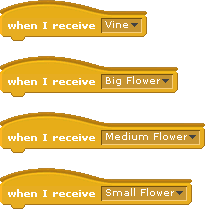 when I receive Vine
when I receive Big Flower
when I receive Medium Flower
when I receive Small Flower